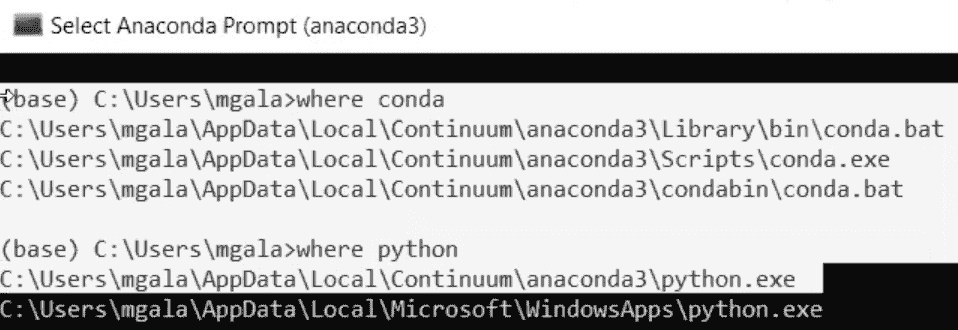 Select Anaconda Prompt (anaconda3)
(base) C:\Users\mgala>where conda
C:\Users\mgala\AppData\Local\Continuum\anaconda3\Library\bin\conda.bat
C:\Users\mgala\AppData\Local\Continuum\anaconda3\Scripts\conda.exe
C:\Users\mgala\AppData\Local\Continuum\anaconda3\condabin\conda.bat
(base) C:\Users\mgala>where python
C:\Users\mgala\AppData\Local\Continuum\anaconda3\python.exe
C:\Users\mgala\AppData\Local\Microsoft\WindowsApps\python.exe